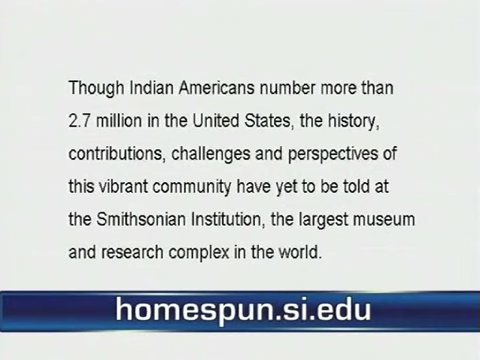 Though Indian Americans number more than
2.7 million in the United States, the history,
contributions, challenges and perspectives of
this vibrant community have yet to be told at
the Smithsonian Institution, the largest museum
and research complex in the world.
homespun.si.edu